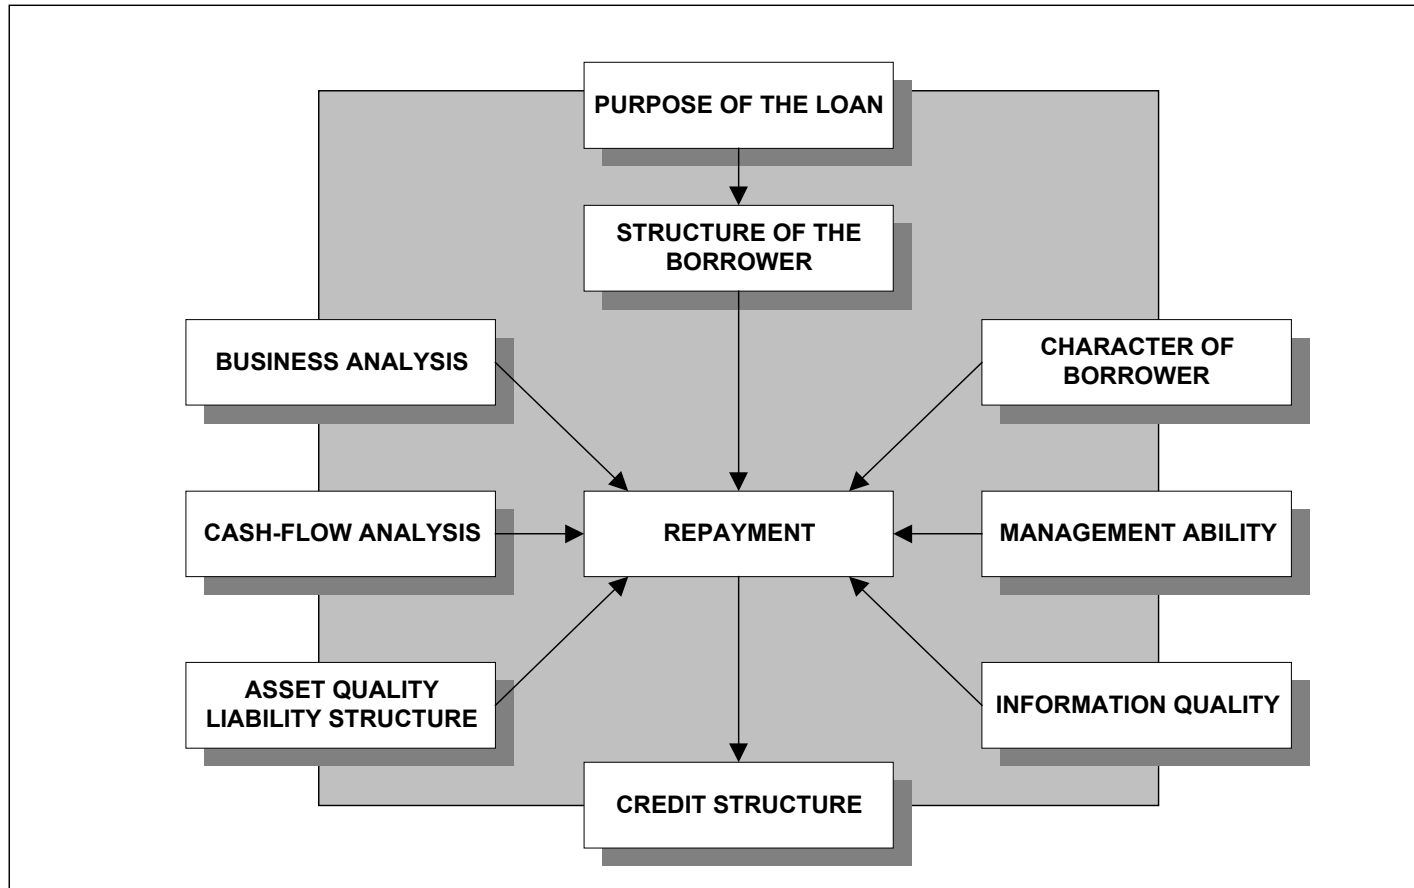 PURPOSE OF THE LOAN
STRUCTURE OF THE
BORROWER
BUSINESS ANALYSIS
CHARACTER OF
BORROWER
CASH-FLOW ANALYSIS
REPAYMENT
MANAGEMENT ABILITY
ASSET QUALITY
LIABILITY STRUCTURE
INFORMATION QUALITY
CREDIT STRUCTURE